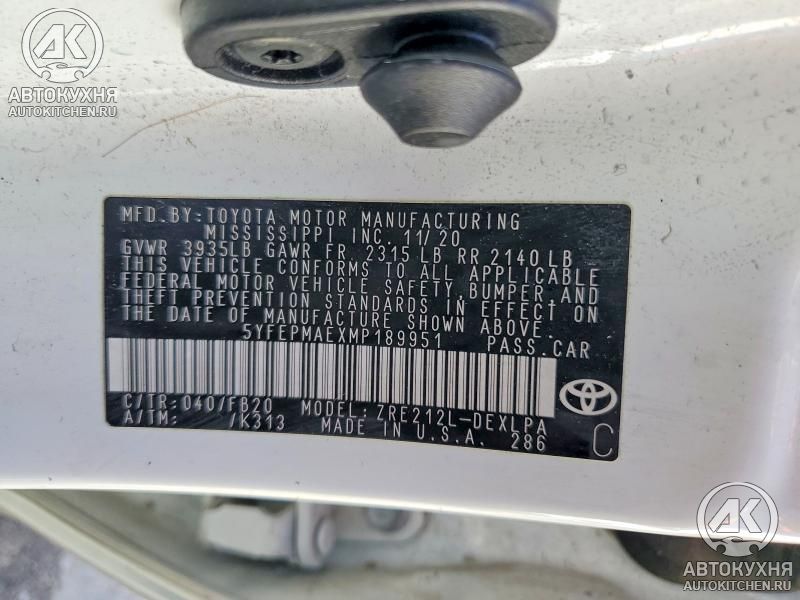 АК
АВТОКУХНЯ
AUTOKITCHEN.RU
MFD. BY: TOYOTA MOTOR MANUFACTURING
MISSISSIPPI INC. 11/20
GVWR 3935LB GAWR FR. 2315 LB RR 2140 LB
THIS VEHICLE CONFORMS TO ALL APPLICABLE
FEDERAL MOTOR VEHICLE SAFETY, BUMPER, AND
THEFT PREVENTION STANDARDS IN EFFECT ON
THE DATE OF MANUFACTURE SHOWN ABOVE.
5YFEPMAEXMP189951 PASS. CAR
C/TR: 040/FB20 MODEL: ZRE212L-DEXLPA
A/TM: /K313 MADE IN U.S.A. 286 C
АК
АВТОКУХНЯ
AUTOKITCHEN.RU